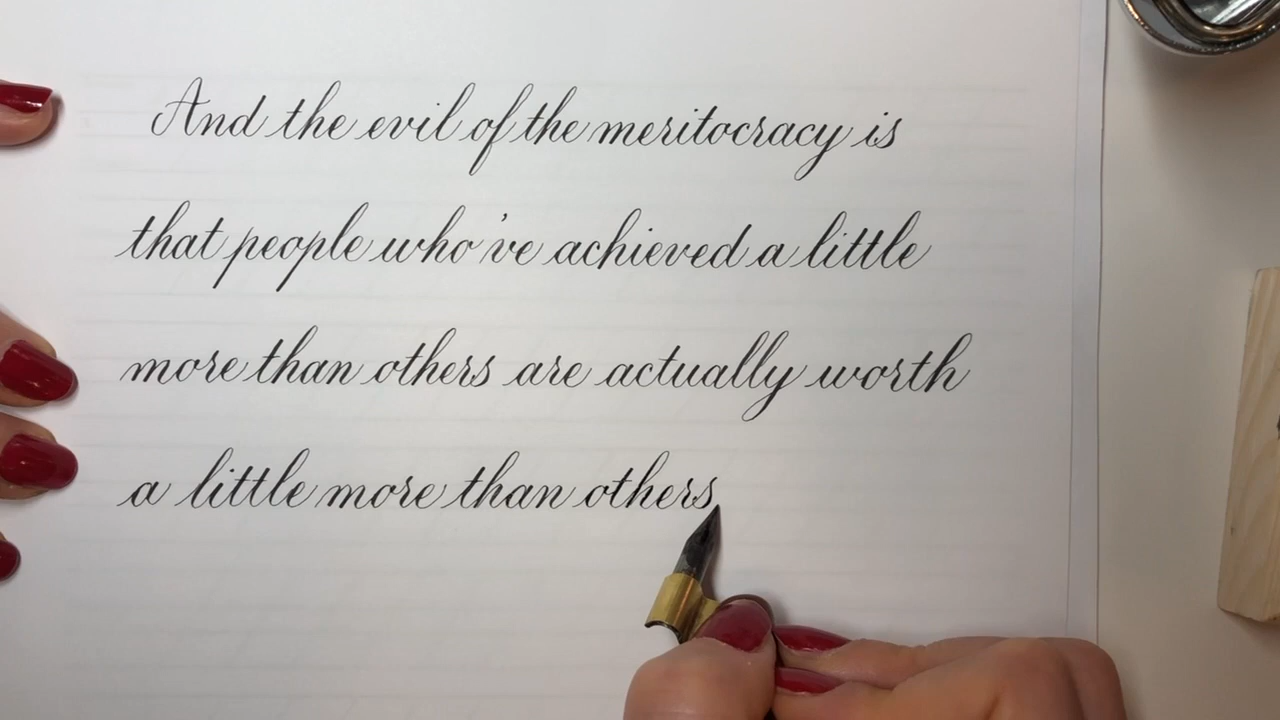 And the evil of the meritocracy is
that people who've achieved a little
more than others are actually worth
a little more than others